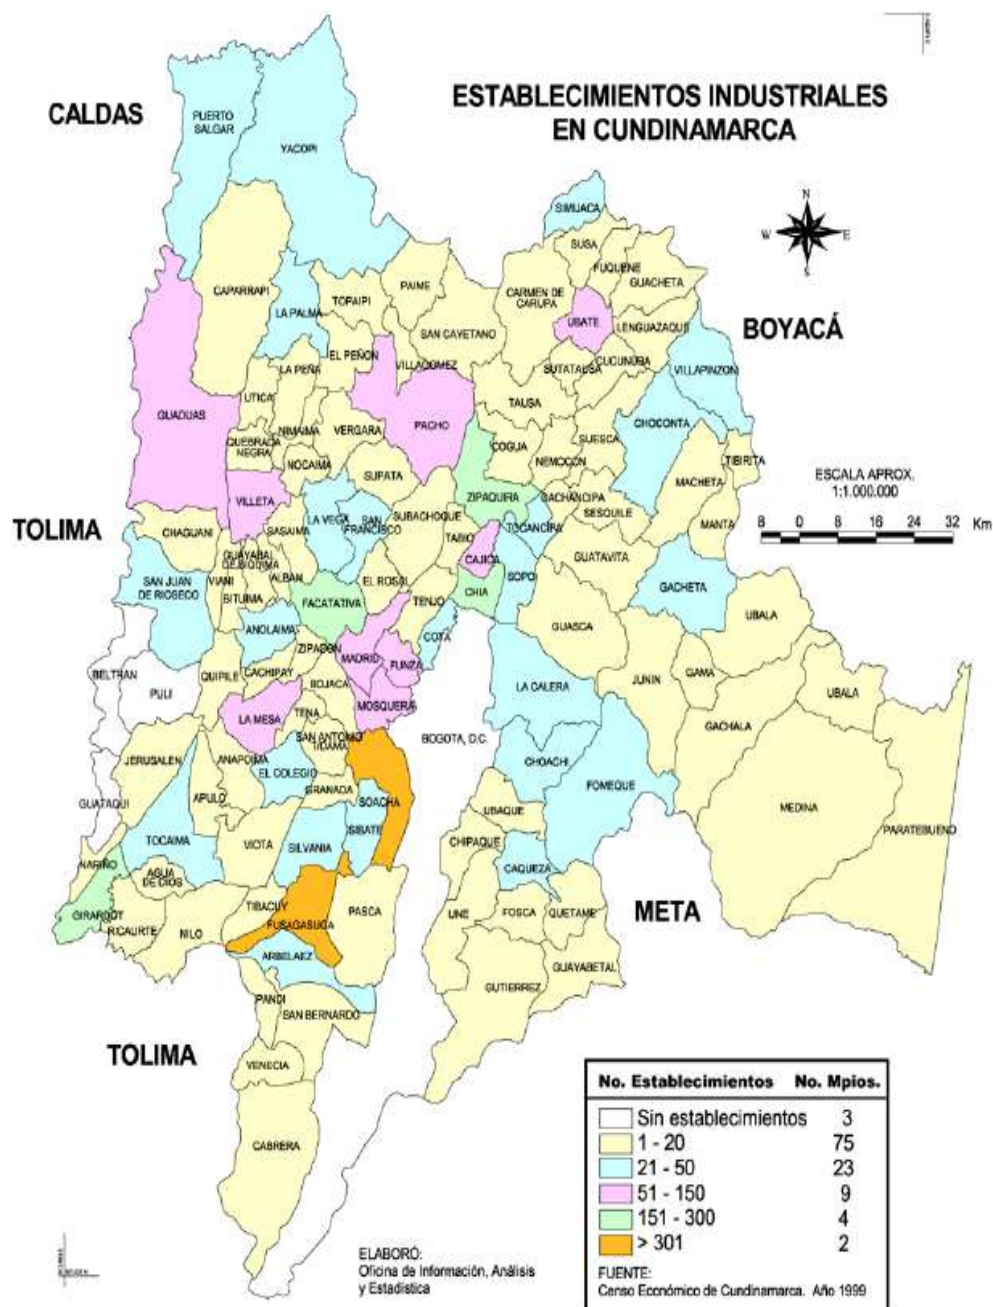 ESTABLECIMIENTOS INDUSTRIALES
EN CUNDINAMARCA
CALDAS
PUERTO
SALGAR
YACOPI
N
W
E
S
SIMIJACA
SUSA
FUQUENE
GUACHETA
CAPARRAPI
PAIME
CARMEN DE
CARUPA
TOPAIPI
LA PALMA
UBATE
LENGUAZAQUE
BOYACÁ
SAN CAYETANO
EL PEÑON
VILLAGOMEZ
LA PEÑA
SUTATAUSA
CUCUNUBA
VILLAPINZON
UTICA
TAUSA
GUADUAS
PACHO
CHOCONTA
NIMAIMA
VERGARA
QUEBRADA
NEGRA
COGUA
SUESCA
NOCAIMA
NEMOCON
TIBIRITA
SUPATA
MACHETA
ESCALA APROX.
1:1.000.000
VILLETA
ZIPAQUIRA
GACHANCIPA
SESQUILE
LA VEGA
SAN
FRANCISCO
SUBACHOQUE
TOCANCIPA
MANTA
8 0 8 16 24 32 Km
TOLIMA
CHAGUANI
SASAIMA
TABIO
CAJICA
GUATAVITA
GUAYABAL
DE SIQUIMA
SAN JUAN
DE RIOSECO
VIANI
ALBAN
EL ROSAL
SOPO
GACHETA
BITUIMA
FACATATIVA
TENJO
CHIA
UBALA
ANOLAIMA
COTA
GUASCA
ZIPACON
MADRID
FUNZA
BELTRAN
PULI
QUIPILE
CACHIPAY
BOJACA
LA CALERA
JUNIN
GAMA
UBALA
LA MESA
TENA
MOSQUERA
GACHALA
SAN ANTONIO
T/DAMA
BOGOTA, D.C.
JERUSALEN
ANAPOIMA
EL COLEGIO
CHOACHI
GRANADA
FOMEQUE
GUATAQUI
APULO
SOACHA
UBAQUE
MEDINA
PARATEBUENO
TOCAIMA
VIOTA
SILVANIA
SIBATE
CHIPAQUE
NARIÑO
AGUA
DE DIOS
CAQUEZA
GIRARDOT
RICAURTE
NILO
TIBACUY
FUSAGASUGA
PASCA
UNE
FOSCA
QUETAME
META
ARBELAEZ
GUAYABETAL
GUTIERREZ
PANDI
SAN BERNARDO
TOLIMA
VENECIA
CABRERA
No. Establecimientos No. Mpios.
Sin establecimientos 3
1 - 20 75
21 - 50 23
51 - 150 9
151 - 300 4
> 301 2
FUENTE:
Censo Económico de Cundinamarca. Año 1999
ELABORÓ:
Oficina de Información, Análisis
y Estadística